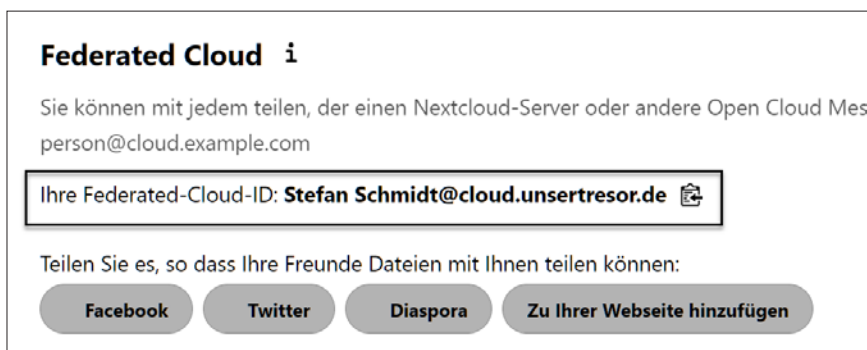 Federated Cloud i
Sie können mit jedem teilen, der einen Nextcloud-Server oder andere Open Cloud Mes
person@cloud.example.com
Ihre Federated-Cloud-ID: Stefan Schmidt@cloud.unsertresor.de
Teilen Sie es, so dass Ihre Freunde Dateien mit Ihnen teilen können:
Facebook Twitter Diaspora Zu Ihrer Webseite hinzufügen